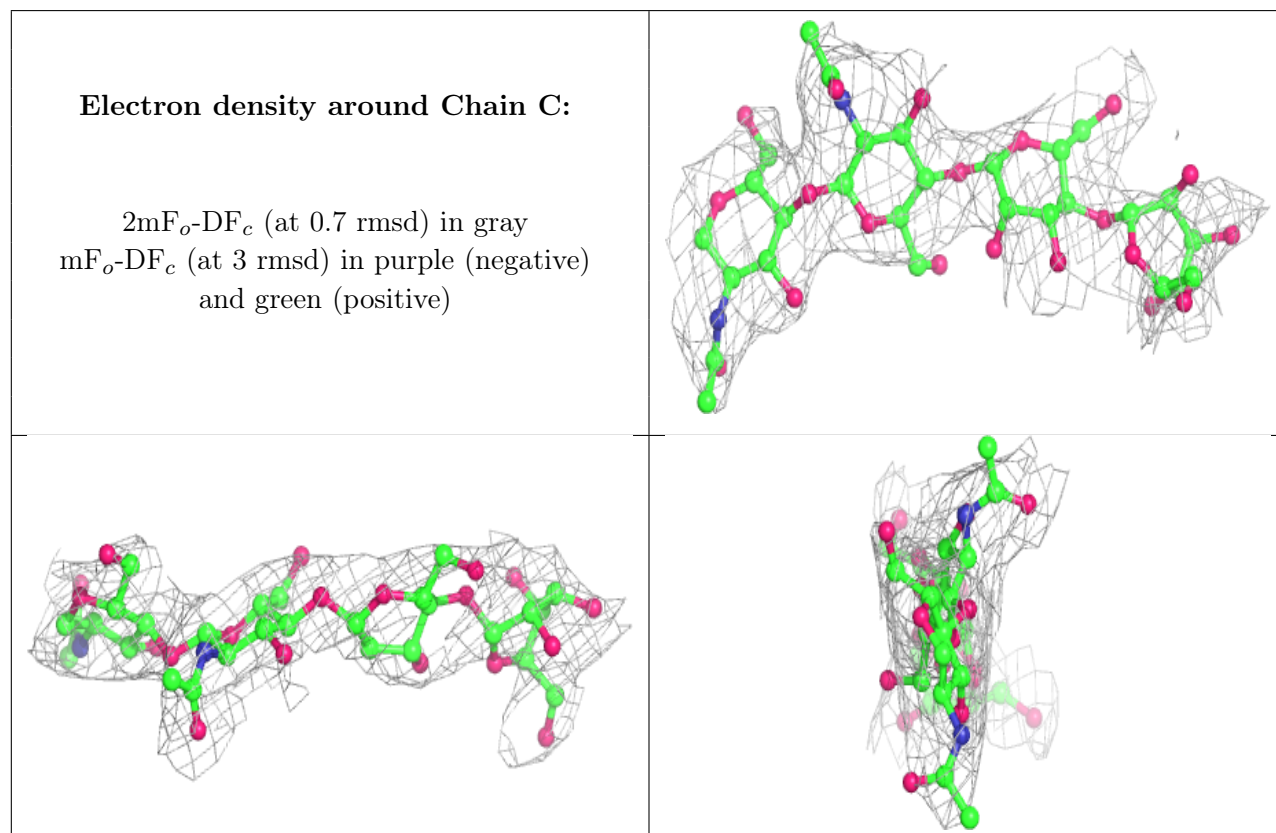 Electron density around Chain C:
2mFo-DFc (at 0.7 rmsd) in gray
mFo-DFc (at 3 rmsd) in purple (negative)
and green (positive)